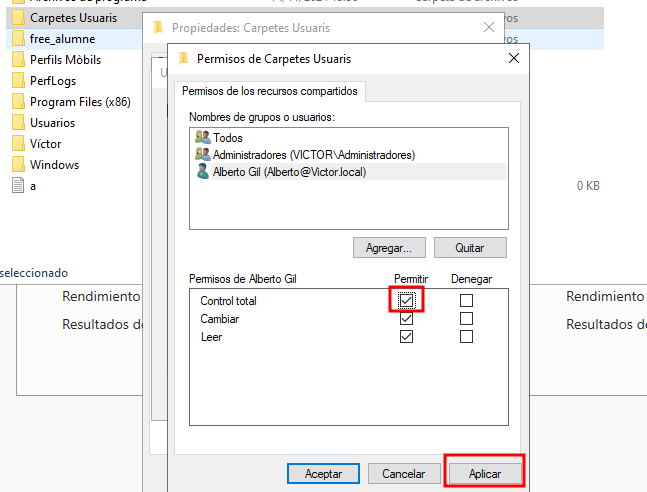 Carpetes Usuaris
free_alumne
Perfils Mòbils
PerfLogs
Program Files (x86)
Usuarios
Víctor
Windows
a
0 KB
seleccionado
Rendimiento
Resultados de
Rendimiento
Resultados de
Propiedades: Carpetes Usuaris
Permisos de Carpetes Usuaris
Permisos de los recursos compartidos
Nombres de grupos o usuarios:
Todos
Administradores (VICTOR\Administradores)
Alberto Gil (Alberto@Victor.local)
Agregar... Quitar
Permisos de Alberto Gil Permitir Denegar
Control total
Cambiar
Leer
Aceptar Cancelar Aplicar